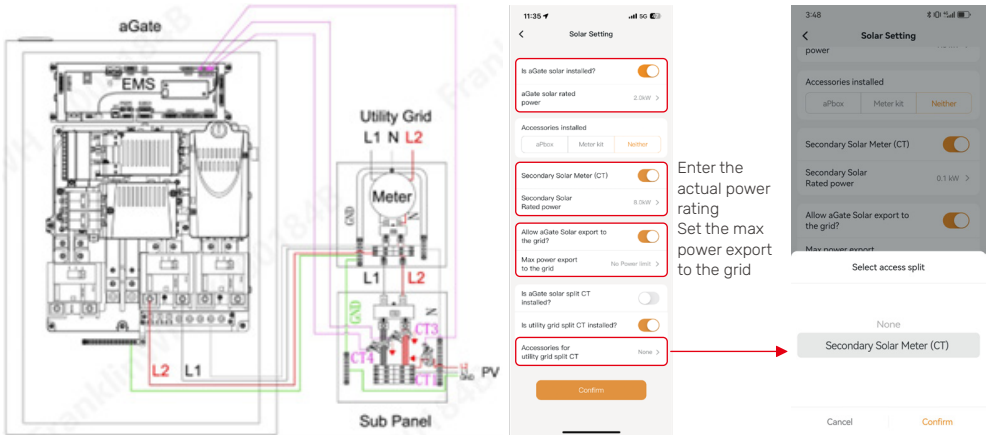 aGate
EMS
Utility Grid
L1 N L2
Meter
GND
N
L1
L2
GND
N
CT3
CT4
CT1
L2
L1
PV
Sub Panel
11:35
5G
Solar Setting
Is aGate solar installed?
aGate solar rated
power
2.0kW >
Accessories installed
aPbox
Meter kit
Neither
Secondary Solar Meter (CT)
Secondary Solar
Rated power
8.0kW >
Allow aGate Solar export to
the grid?
Max power export
to the grid
No Power limit >
Is aGate solar split CT
installed?
Is utility grid split CT installed?
Accessories for
utility grid split CT
None >
Confirm
Enter the
actual power
rating
Set the max
power export
to the grid
3:48
Solar Setting
power
Accessories installed
aPbox
Meter kit
Neither
Secondary Solar Meter (CT)
Secondary Solar
Rated power
0.1 kW >
Allow aGate Solar export to
the grid?
Max power export
Select access split
None
Secondary Solar Meter (CT)
Cancel
Confirm